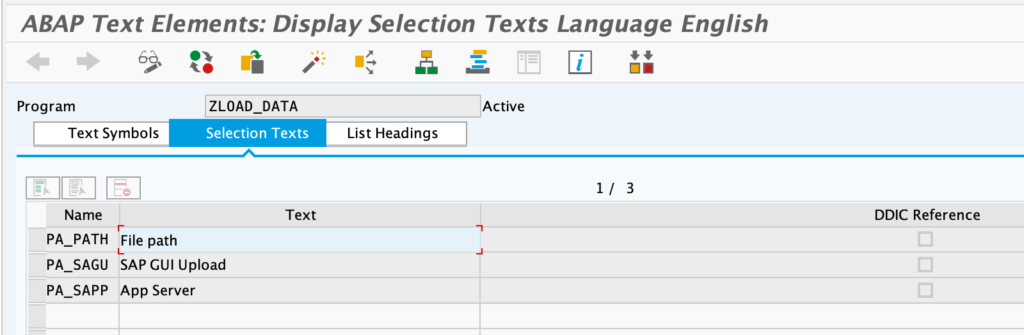 ABAP Text Elements: Display Selection Texts Language English
Program ZLOAD_DATA Active
Text Symbols Selection Texts List Headings
1 / 3
Name Text DDIC Reference
PA_PATH File path
PA_SAGU SAP GUI Upload
PA_SAPP App Server